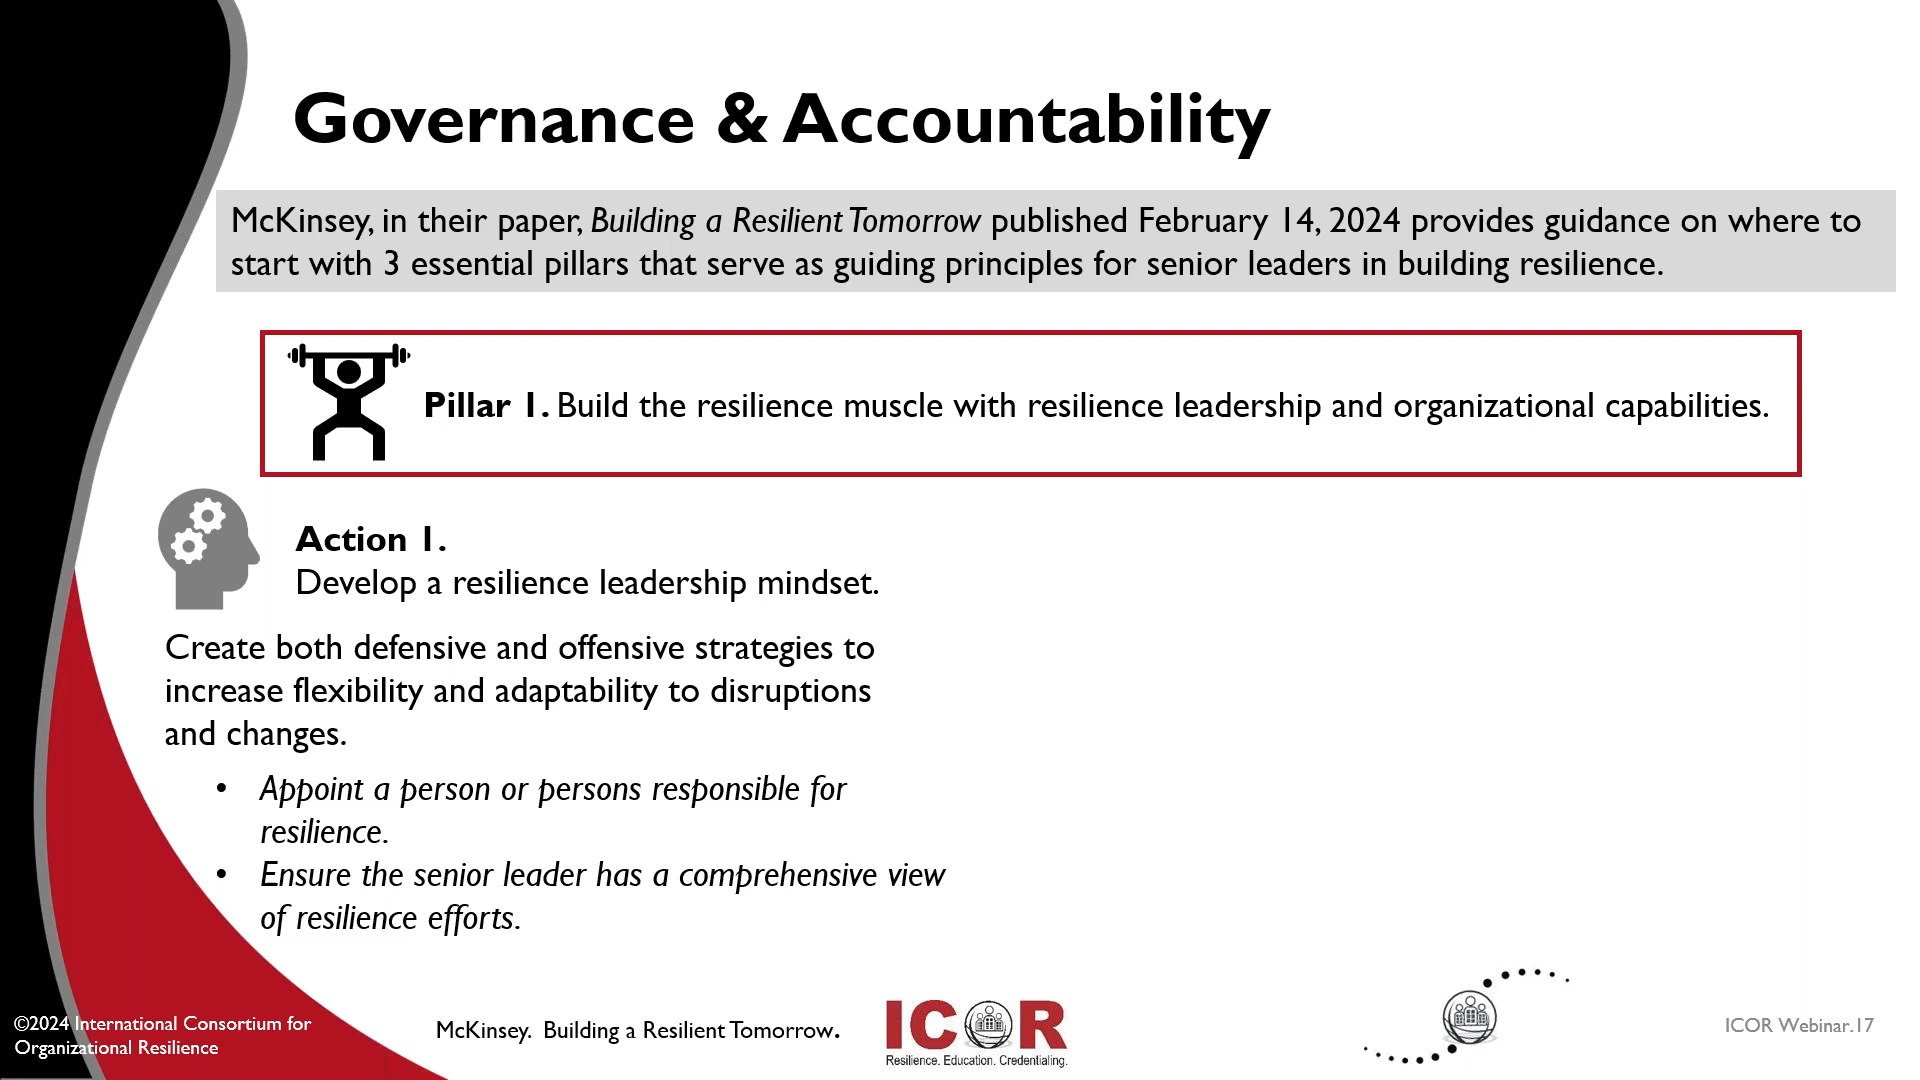 Governance & Accountability
McKinsey, in their paper, Building a Resilient Tomorrow published February 14, 2024 provides guidance on where to
start with 3 essential pillars that serve as guiding principles for senior leaders in building resilience.
Pillar 1. Build the resilience muscle with resilience leadership and organizational capabilities.
Action 1.
Develop a resilience leadership mindset.
Create both defensive and offensive strategies to
increase flexibility and adaptability to disruptions
and changes.
• Appoint a person or persons responsible for
resilience.
• Ensure the senior leader has a comprehensive view
of resilience efforts.
©2024 International Consortium for
Organizational Resilience
McKinsey. Building a Resilient Tomorrow.
ICOR
Resilience. Education. Credentialing.
ICOR Webinar.17